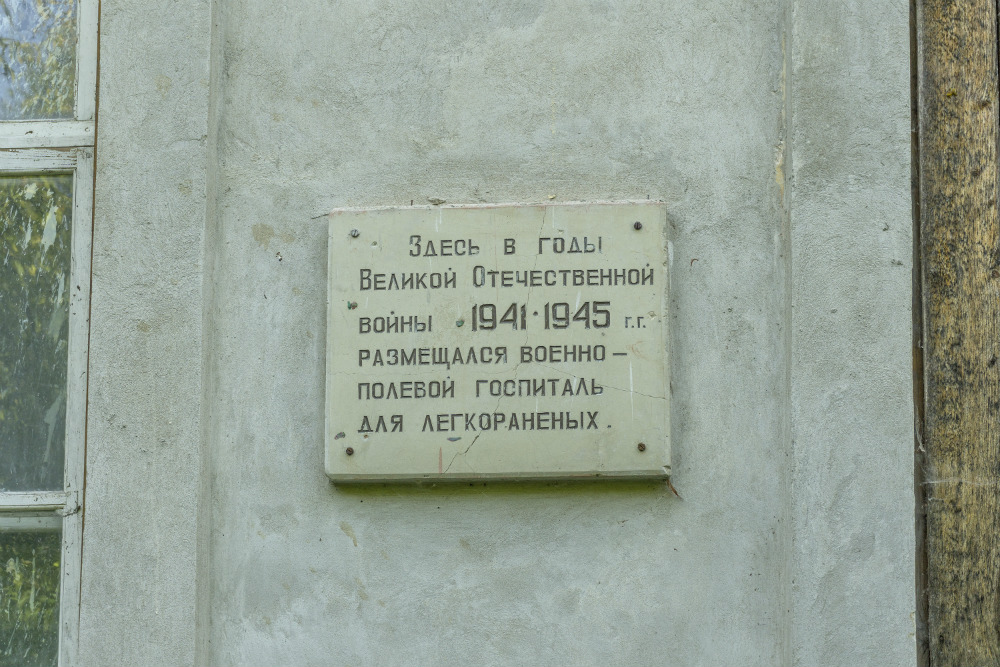 Здесь в годы
Великой Отечественной
войны 1941·1945 г.г.
размещался военно–
полевой госпиталь
для легкораненых.